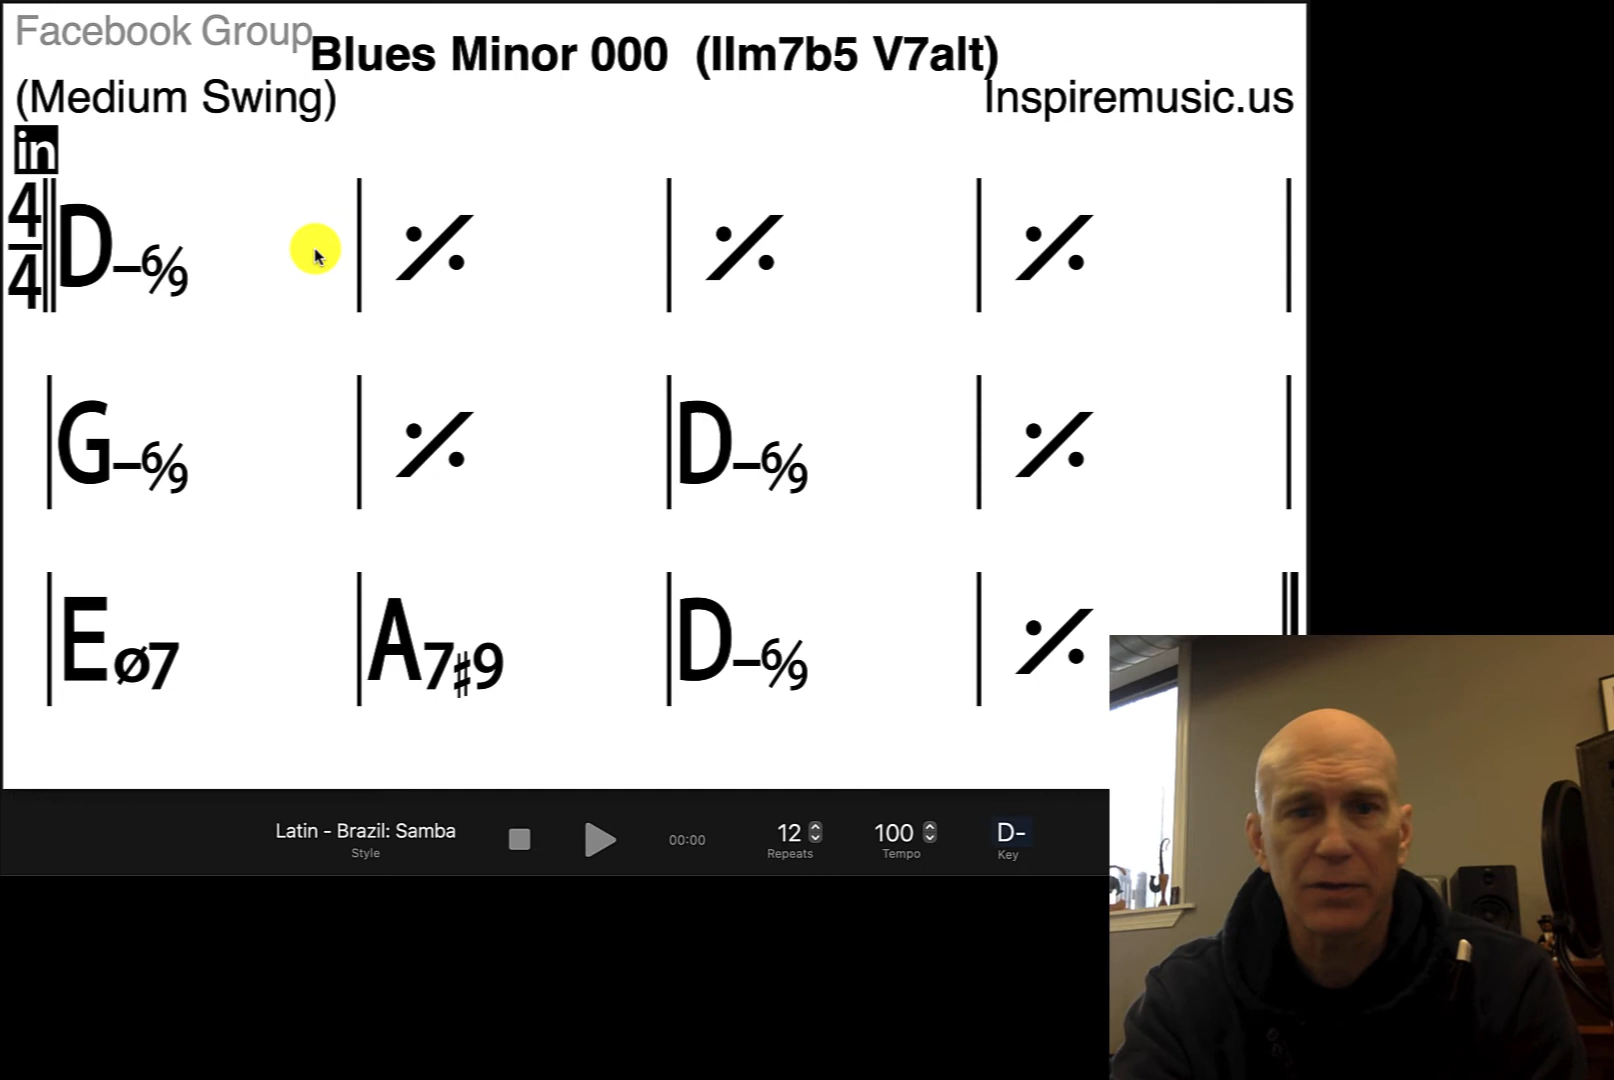 Facebook Group
Blues Minor 000 (IIm7b5 V7alt)
(Medium Swing)
Inspiremusic.us
in
4/4 D–6/9 𝄎 𝄎 𝄎
G–6/9 𝄎 D–6/9 𝄎
Eø7 A7♯9 D–6/9 𝄎
Latin - Brazil: Samba 00:00 12 100 D-
Style Repeats Tempo Key